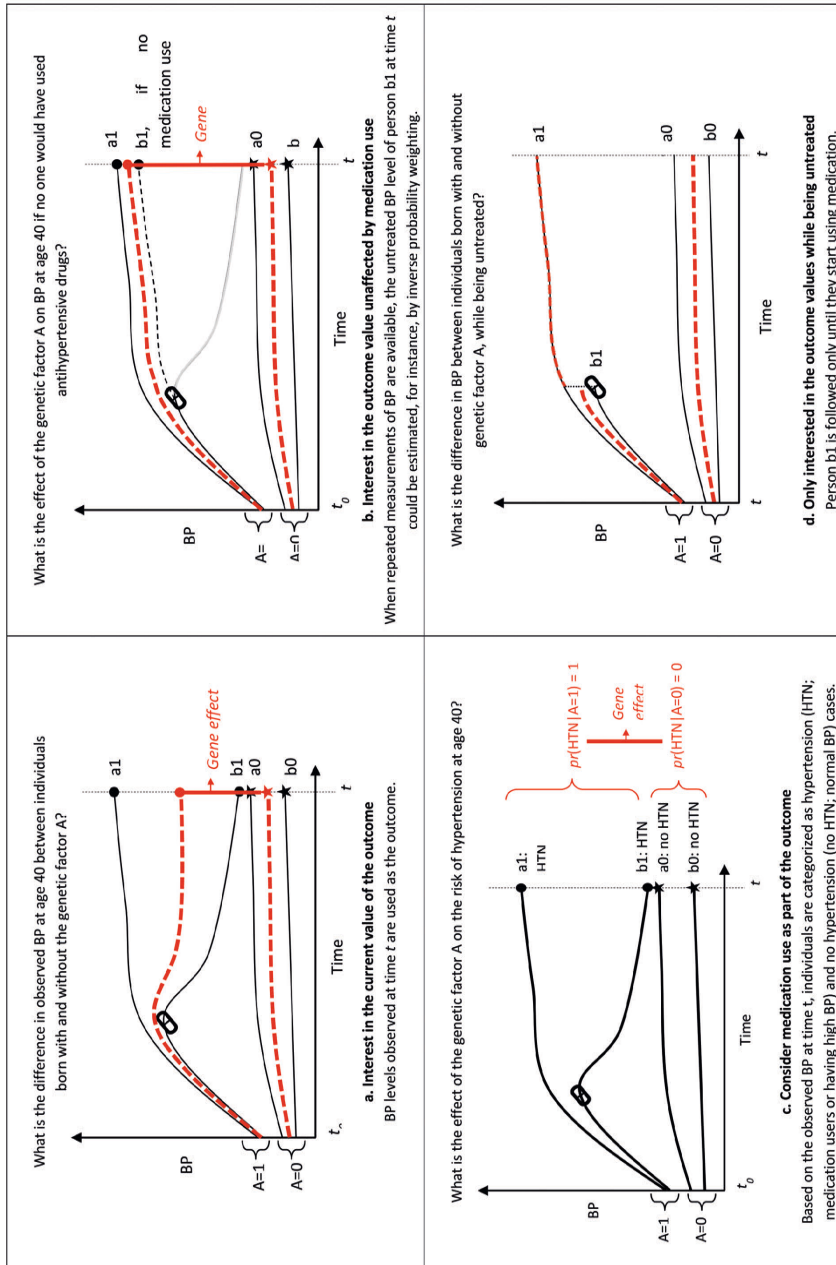 What is the difference in observed BP at age 40 between individuals
born with and without the genetic factor A?
BP
a1
Gene effect
b1
a0
b0
A=1
A=0
t
Time
t
a. Interest in the current value of the outcome
BP levels observed at time t are used as the outcome.
What is the effect of the genetic factor A on BP at age 40 if no one would have used
antihypertensive drugs?
BP
a1
b1, if no
medication use
Gene
a0
b
A=
A=0
t0
Time
t
b. Interest in the outcome value unaffected by medication use
When repeated measurements of BP are available, the untreated BP level of person b1 at time t
could be estimated, for instance, by inverse probability weighting.
What is the effect of the genetic factor A on the risk of hypertension at age 40?
BP
a1:
HTN
pr(HTN|A=1) = 1
Gene
effect
b1: HTN
a0: no HTN
pr(HTN|A=0) = 0
b0: no HTN
A=1
A=0
t0
Time
t
c. Consider medication use as part of the outcome
Based on the observed BP at time t, individuals are categorized as hypertension (HTN;
medication users or having high BP) and no hypertension (no HTN; normal BP) cases.
What is the difference in BP between individuals born with and without
genetic factor A, while being untreated?
BP
a1
b1
a0
b0
A=1
A=0
t
Time
t
d. Only interested in the outcome values while being untreated
Person b1 is followed only until they start using medication.